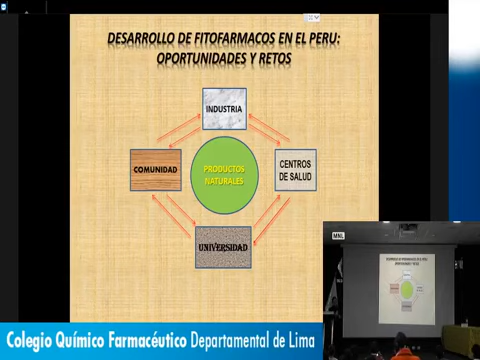 DESARROLLO DE FITOFARMACOS EN EL PERU:
OPORTUNIDADES Y RETOS
INDUSTRIA
COMUNIDAD
PRODUCTOS
NATURALES
CENTROS
DE SALUD
UNIVERSIDAD
MNL
Colegio Químico Farmacéutico Departamental de Lima